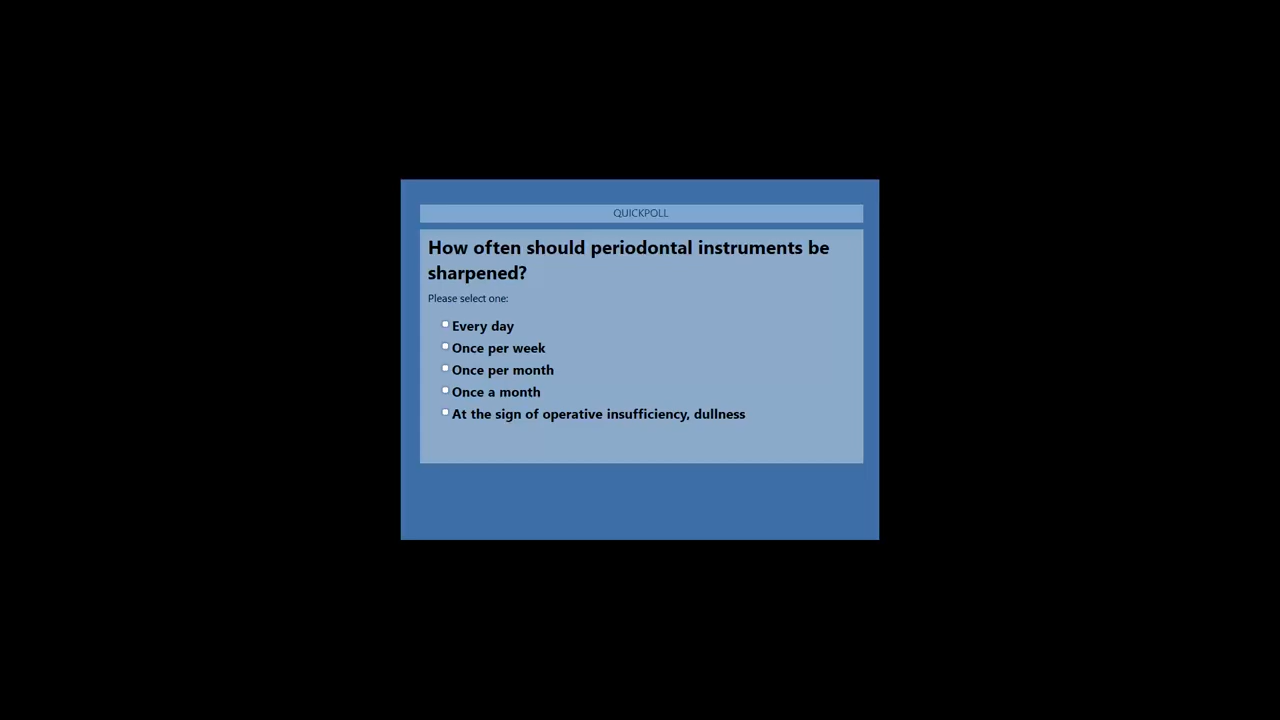 QUICKPOLL
How often should periodontal instruments be
sharpened?
Please select one:
Every day
Once per week
Once per month
Once a month
At the sign of operative insufficiency, dullness